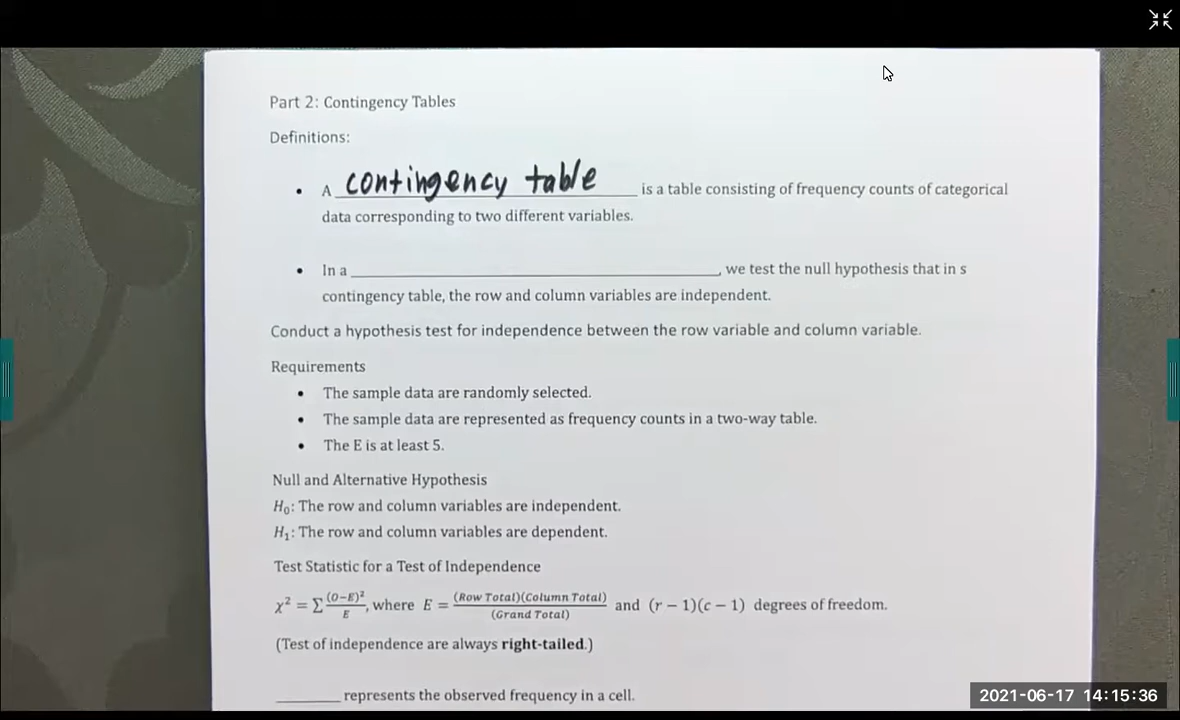 Part 2: Contingency Tables
Definitions:
• A contingency table is a table consisting of frequency counts of categorical
data corresponding to two different variables.
• In a ____________________, we test the null hypothesis that in s
contingency table, the row and column variables are independent.
Conduct a hypothesis test for independence between the row variable and column variable.
Requirements
• The sample data are randomly selected.
• The sample data are represented as frequency counts in a two-way table.
• The E is at least 5.
Null and Alternative Hypothesis
H₀: The row and column variables are independent.
H₁: The row and column variables are dependent.
Test Statistic for a Test of Independence
χ² = ∑ (O−E)²/E, where E = (Row Total)(Column Total)/(Grand Total) and (r − 1)(c − 1) degrees of freedom.
(Test of independence are always right-tailed.)
_______ represents the observed frequency in a cell.
2021-06-17 14:15:36